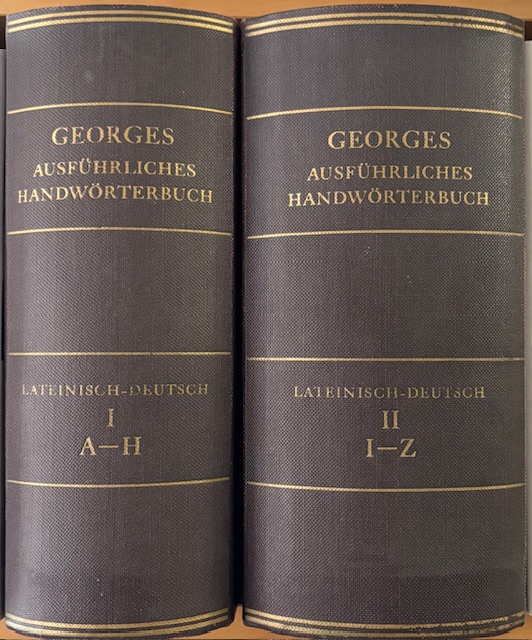 GEORGES
AUSFÜHRLICHES
HANDWÖRTERBUCH
LATEINISCH-DEUTSCH
I
A—H
GEORGES
AUSFÜHRLICHES
HANDWÖRTERBUCH
LATEINISCH-DEUTSCH
II
I—Z